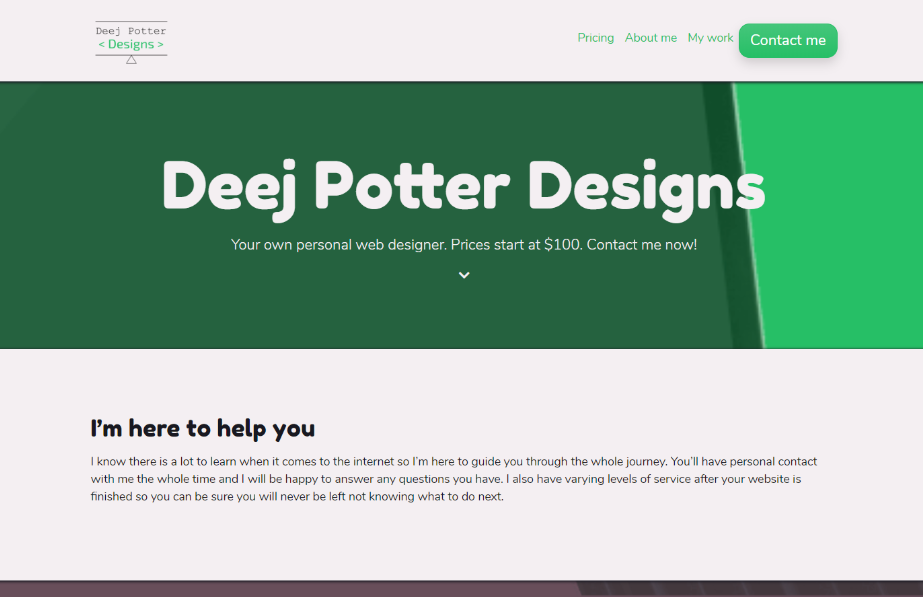 Deej Potter
< Designs >
Pricing About me My work Contact me
Deej Potter Designs
Your own personal web designer. Prices start at $100. Contact me now!
I'm here to help you
I know there is a lot to learn when it comes to the internet so I'm here to guide you through the whole journey. You'll have personal contact
with me the whole time and I will be happy to answer any questions you have. I also have varying levels of service after your website is
finished so you can be sure you will never be left not knowing what to do next.